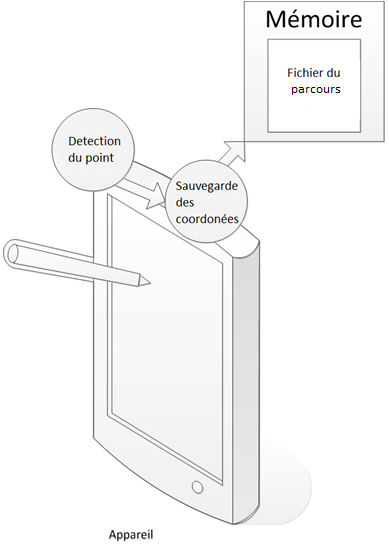 Mémoire
Fichier du
parcours
Detection
du point
Sauvegarde
des
coordonées
Appareil